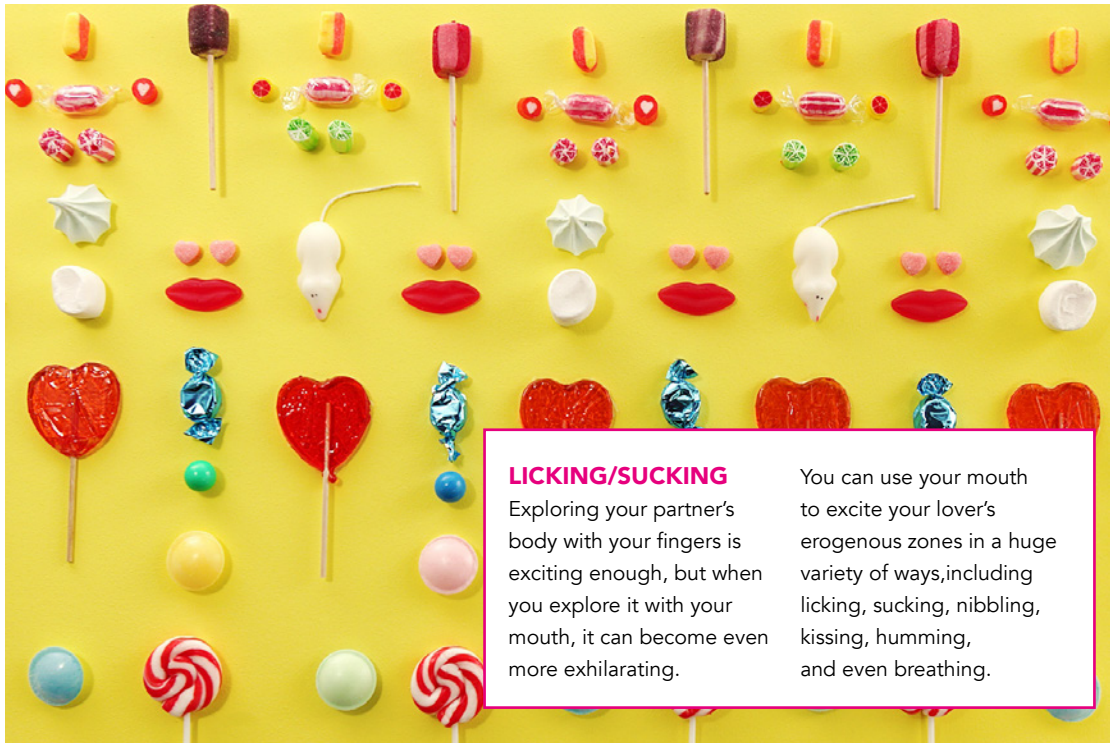 LICKING/SUCKING
Exploring your partner’s
body with your fingers is
exciting enough, but when
you explore it with your
mouth, it can become even
more exhilarating.
You can use your mouth
to excite your lover’s
erogenous zones in a huge
variety of ways,including
licking, sucking, nibbling,
kissing, humming,
and even breathing.